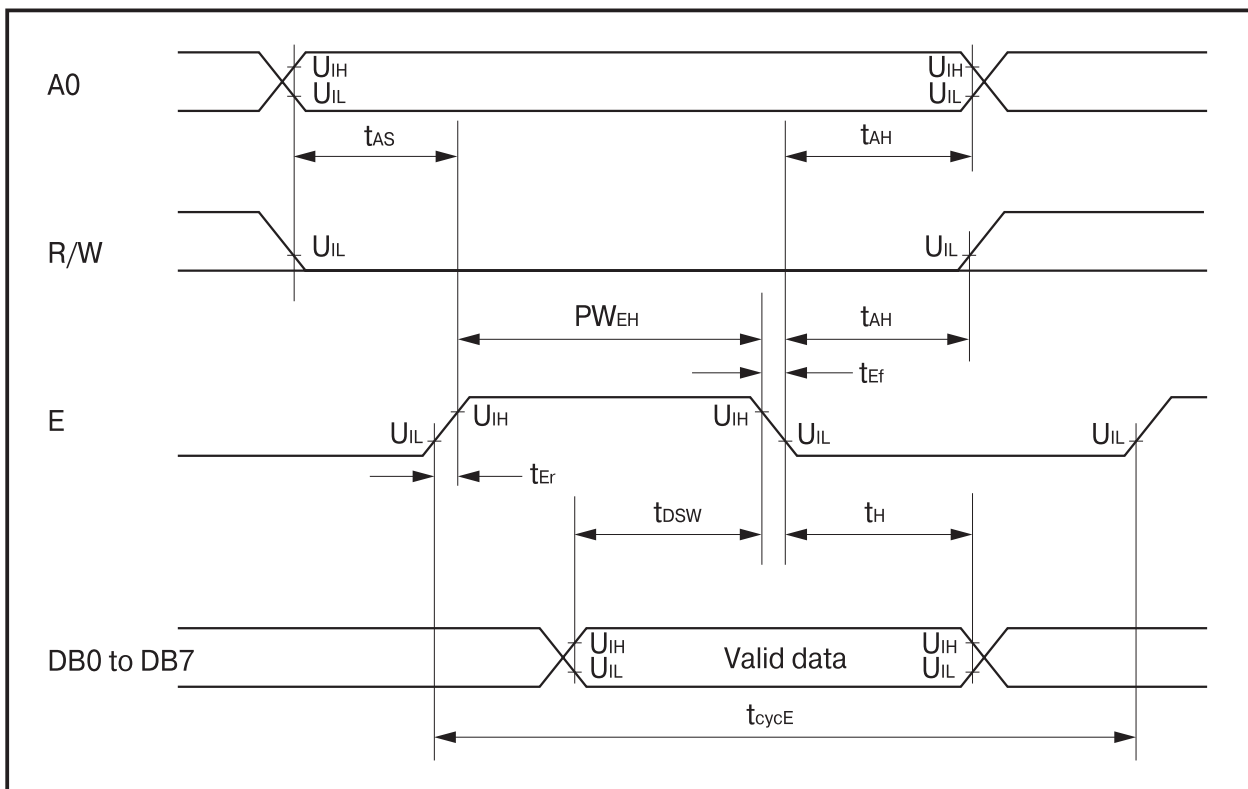 A0
UIH
UIL
UIH
UIL
tAS
tAH
R/W
UIL
UIL
PWEH
tAH
tEf
E
UIL
UIH
UIH
UIL
UIL
tEr
tDSW
tH
DB0 to DB7
UIH
UIL
Valid data
UIH
UIL
tcycE